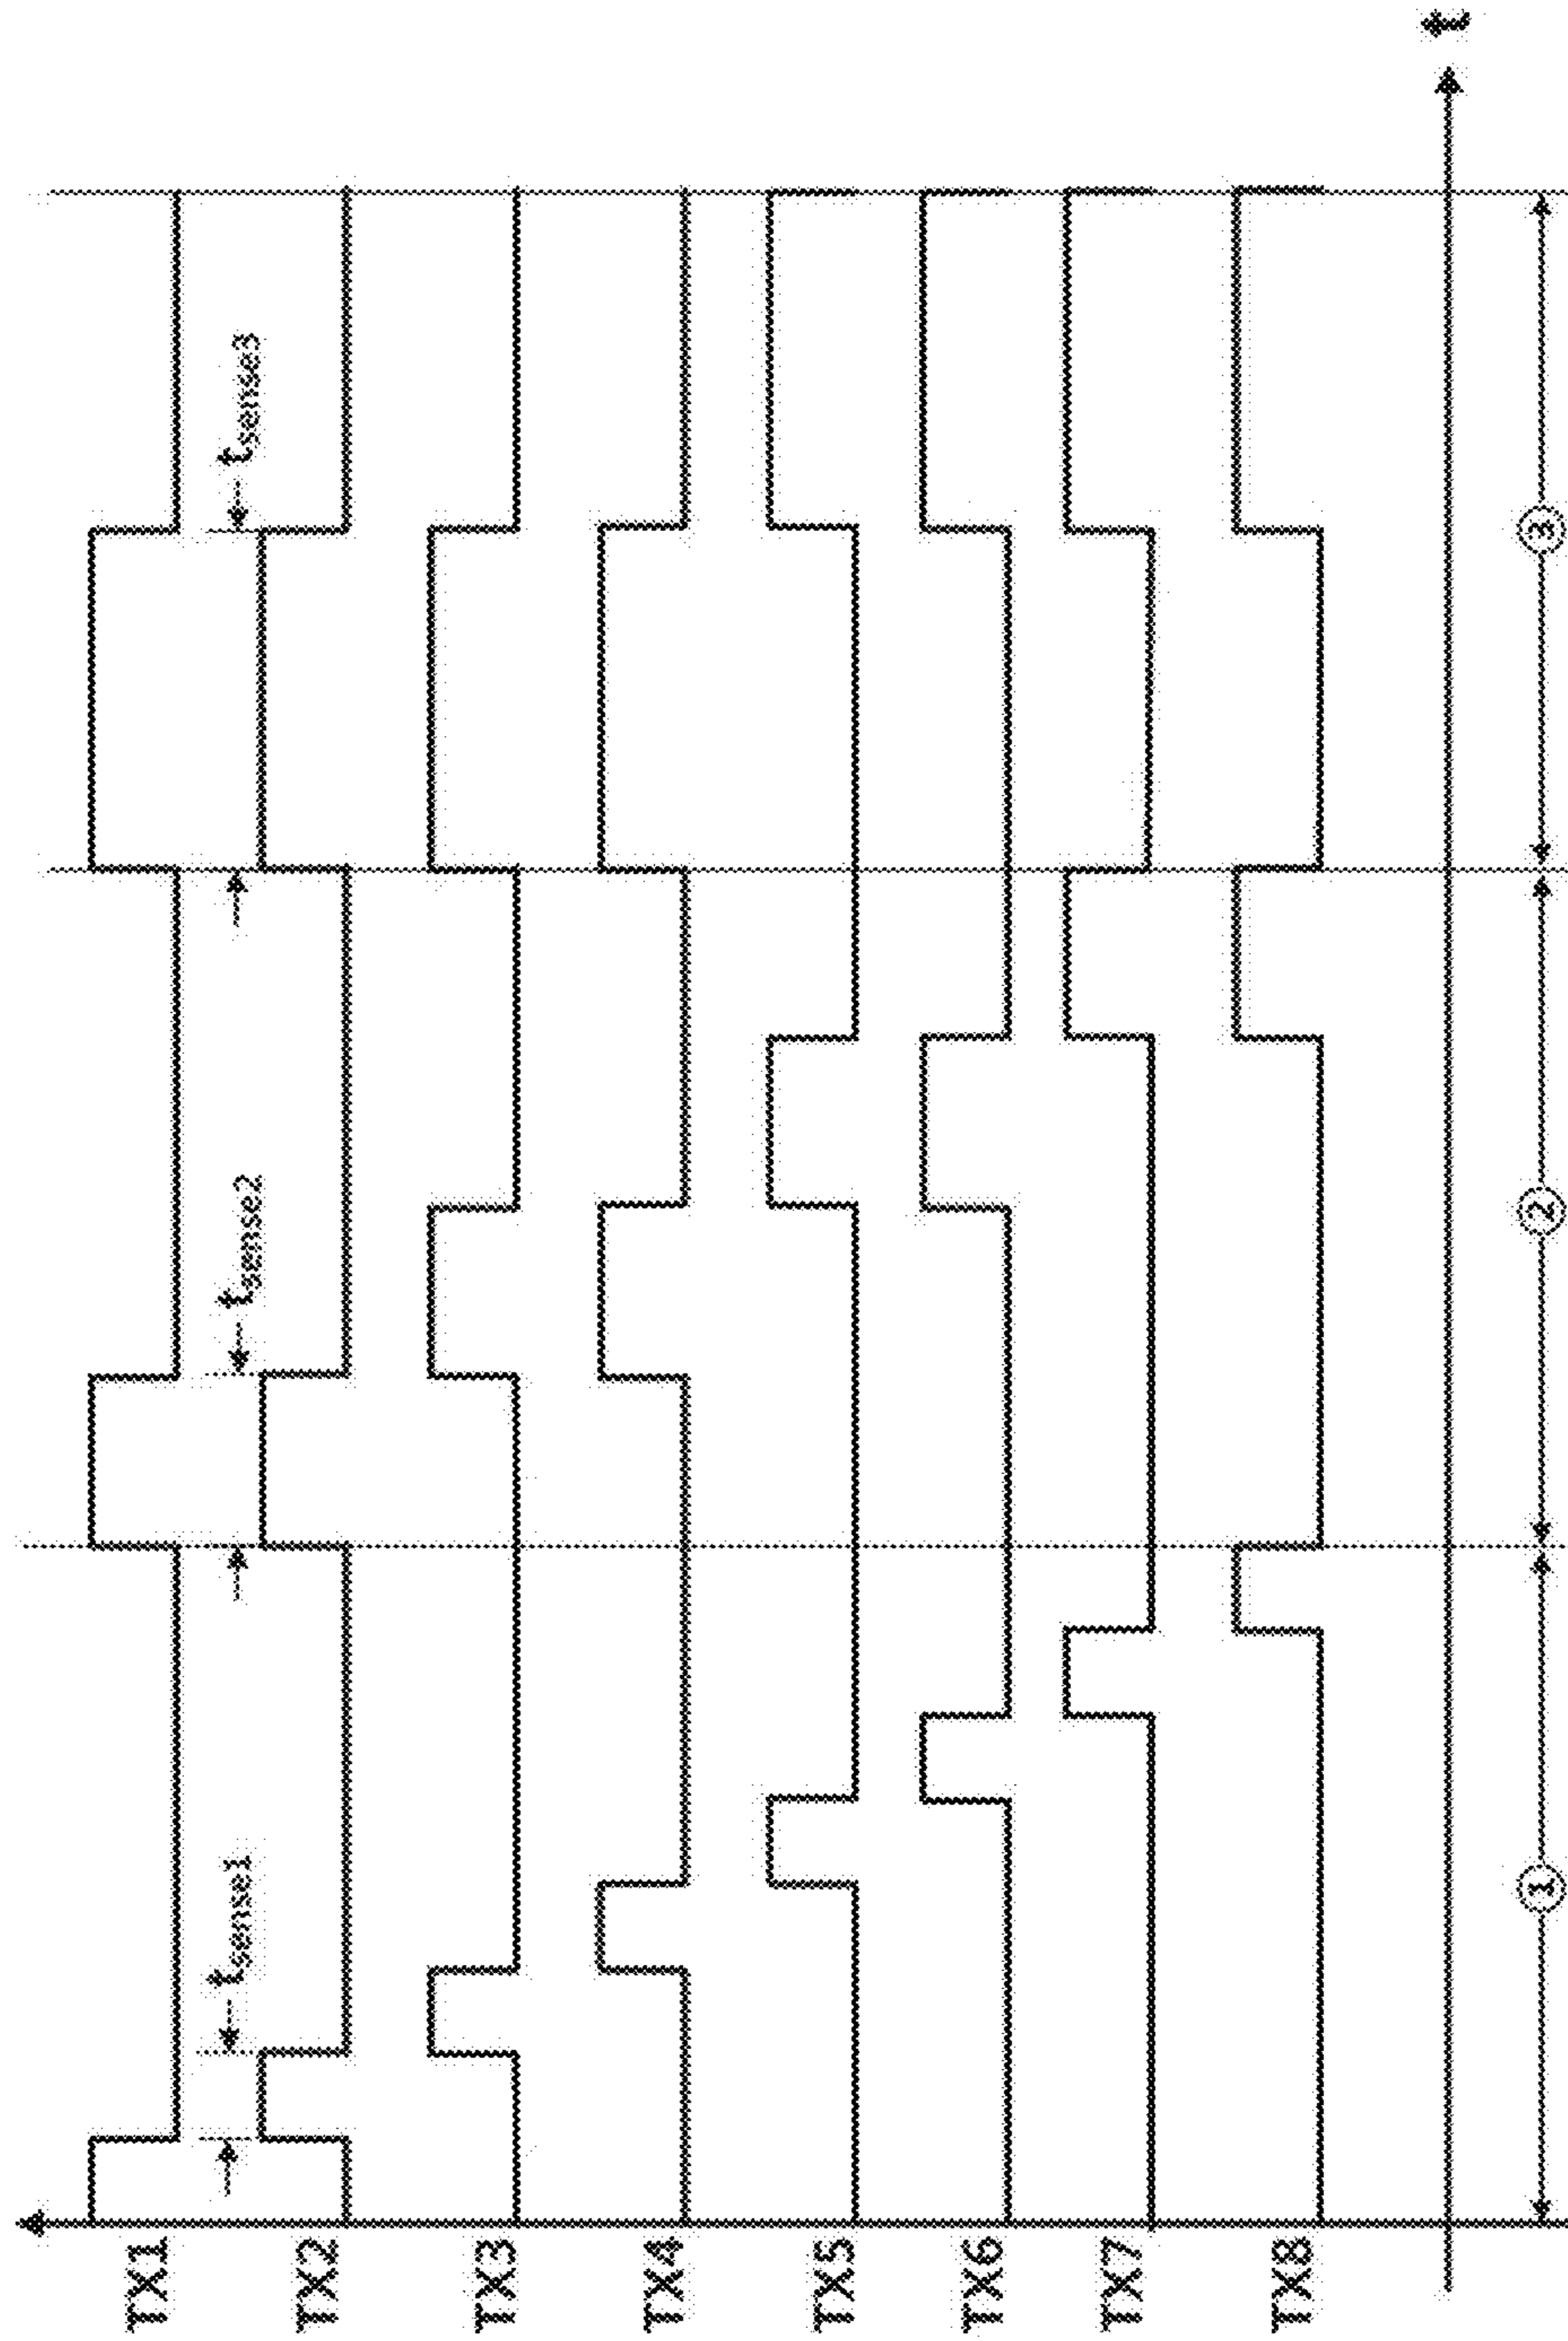 TX1
TX2
TX3
TX4
TX5
TX6
TX7
TX8
tsense1
tsense2
tsense3
t
①
②
③